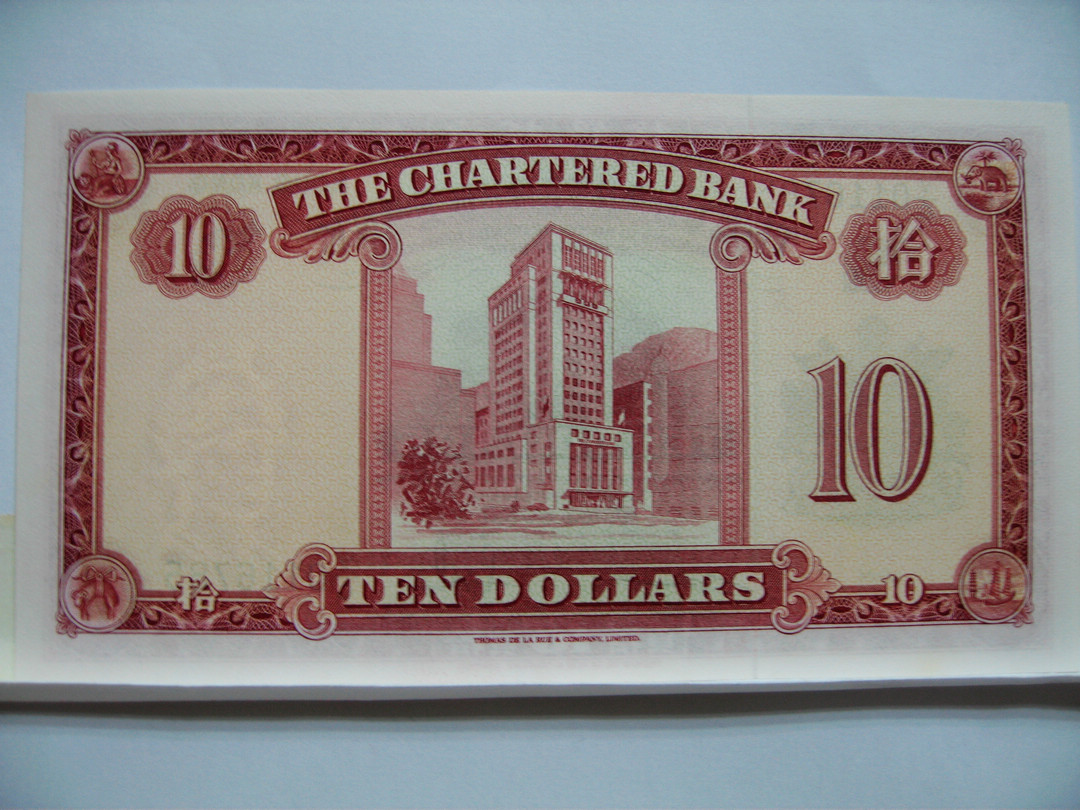 THE CHARTERED BANK
10
拾
10
拾
TEN DOLLARS
10
THOMAS DE LA RUE & COMPANY, LIMITED.